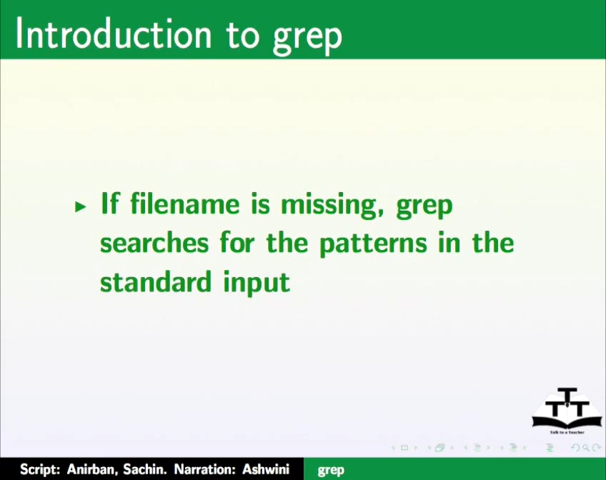 Introduction to grep
If filename is missing, grep
searches for the patterns in the
standard input
T
TTT
Talk to a Teacher
Script: Anirban, Sachin. Narration: Ashwini grep